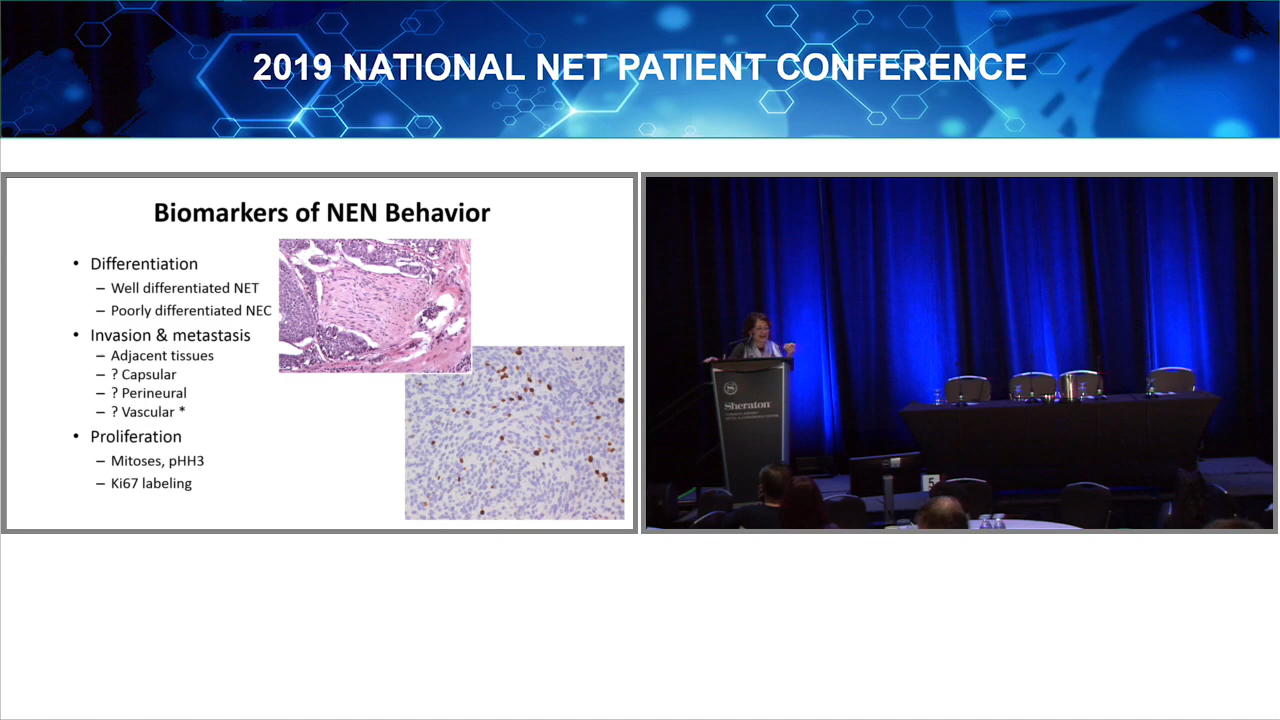 2019 NATIONAL NET PATIENT CONFERENCE
Biomarkers of NEN Behavior
• Differentiation
– Well differentiated NET
– Poorly differentiated NEC
• Invasion & metastasis
– Adjacent tissues
– ? Capsular
– ? Perineural
– ? Vascular *
• Proliferation
– Mitoses, pHH3
– Ki67 labeling
Sheraton
5